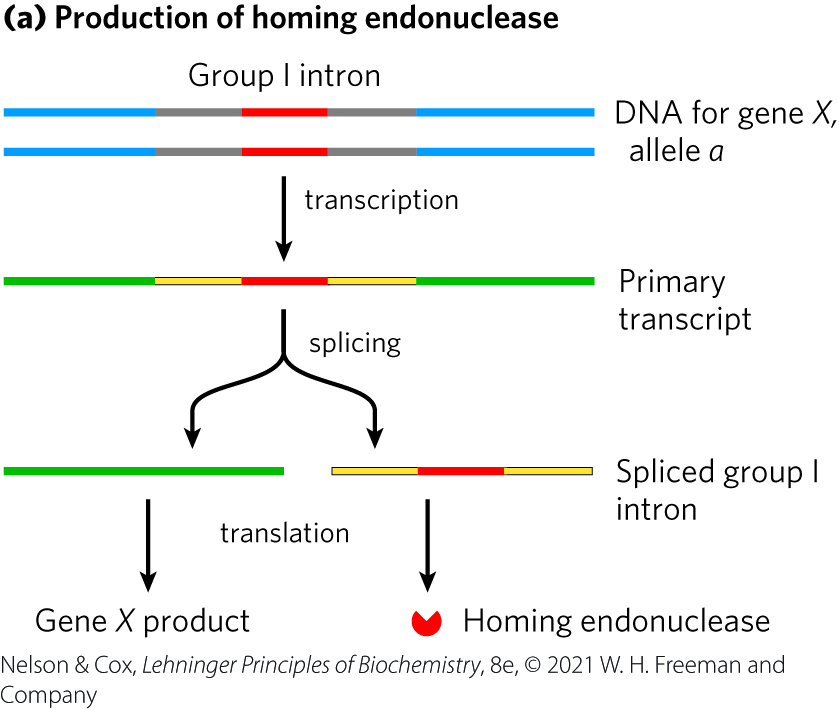 (a) Production of homing endonuclease
Group I intron
DNA for gene X,
allele a
transcription
Primary
transcript
splicing
Spliced group I
intron
translation
Gene X product
Homing endonuclease
Nelson & Cox, Lehninger Principles of Biochemistry, 8e, © 2021 W. H. Freeman and
Company